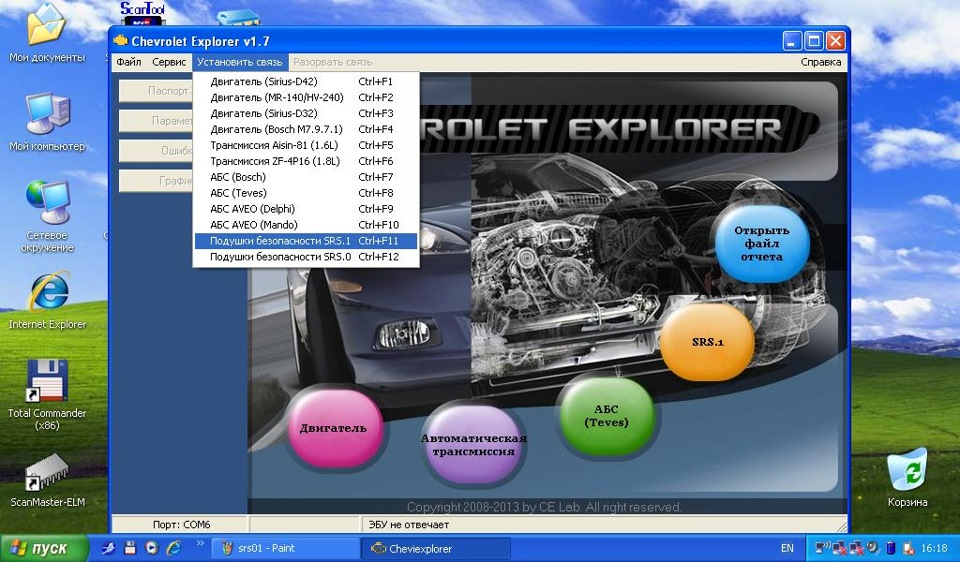 ScanTool
Мои документы
Мой компьютер
Сетевое
окружение
Internet Explorer
Total Commander
(x86)
ScanMaster-ELM
Chevrolet Explorer v1.7
Файл Сервис Установить связь Разорвать связь Справка
Паспорт
Парамет
Ошибк
График
Двигатель (Sirius-D42) Ctrl+F1
Двигатель (MR-140/HV-240) Ctrl+F2
Двигатель (Sirius-D32) Ctrl+F3
Двигатель (Bosch M7.9.7.1) Ctrl+F4
Трансмиссия Aisin-81 (1.6L) Ctrl+F5
Трансмиссия ZF-4P16 (1.8L) Ctrl+F6
АБС (Bosch) Ctrl+F7
АБС (Teves) Ctrl+F8
АБС AVEO (Delphi) Ctrl+F9
АБС AVEO (Mando) Ctrl+F10
Подушки безопасности SRS.1 Ctrl+F11
Подушки безопасности SRS.0 Ctrl+F12
ROLET EXPLORER
Открыть
файл
отчета
SRS.1
АБС
(Teves)
Автоматическая
трансмиссия
Двигатель
Copyright 2008-2013 by CE Lab All right reserved.
Порт: COM6 ЭБУ не отвечает
Корзина
пуск srs01 - Paint Cheviexplorer EN 16:18